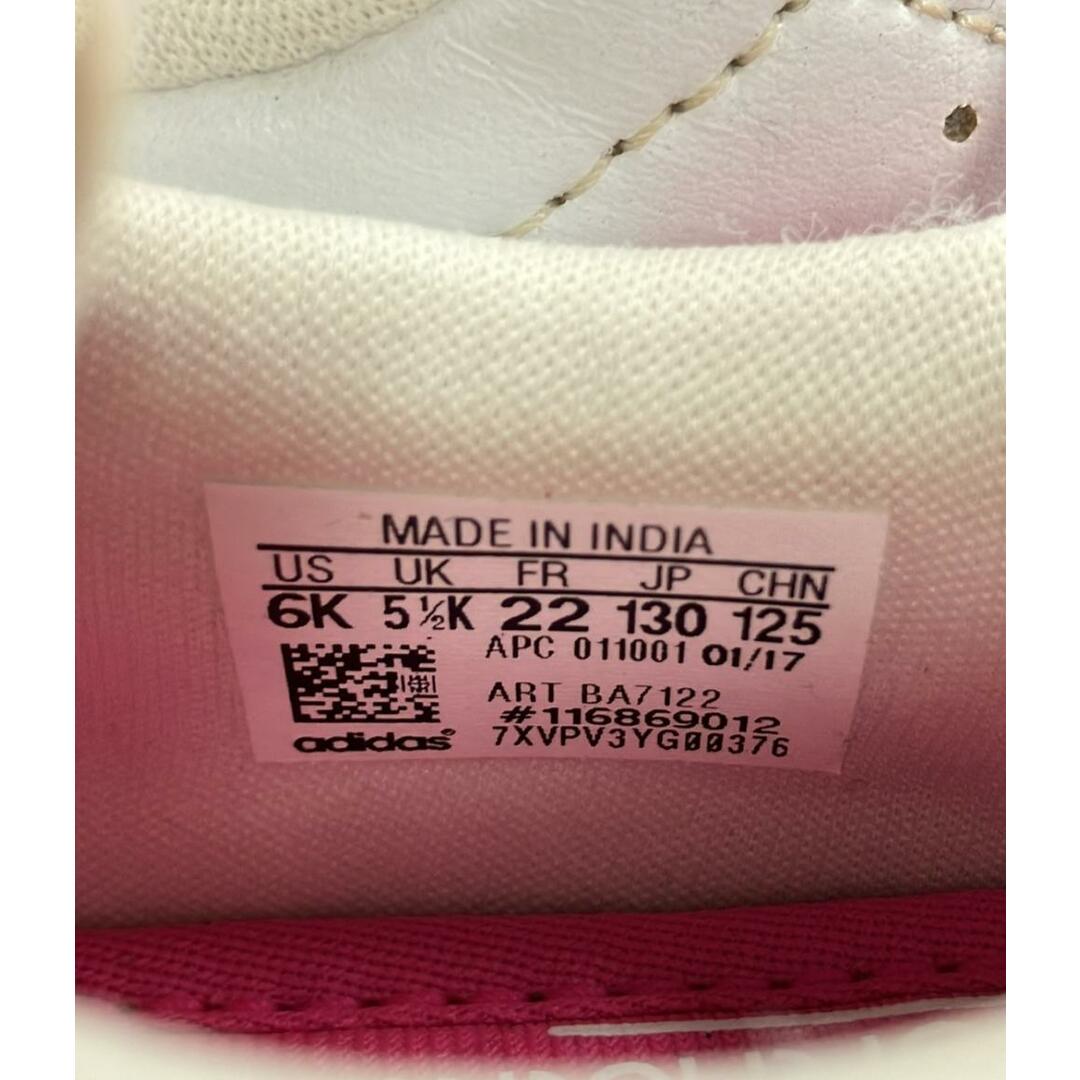 MADE IN INDIA
US UK FR JP CHN
6K 5½K 22 130 125
APC 011001 01/17
ART BA7122
#116869012
adidas® 7XVPV3YG00376